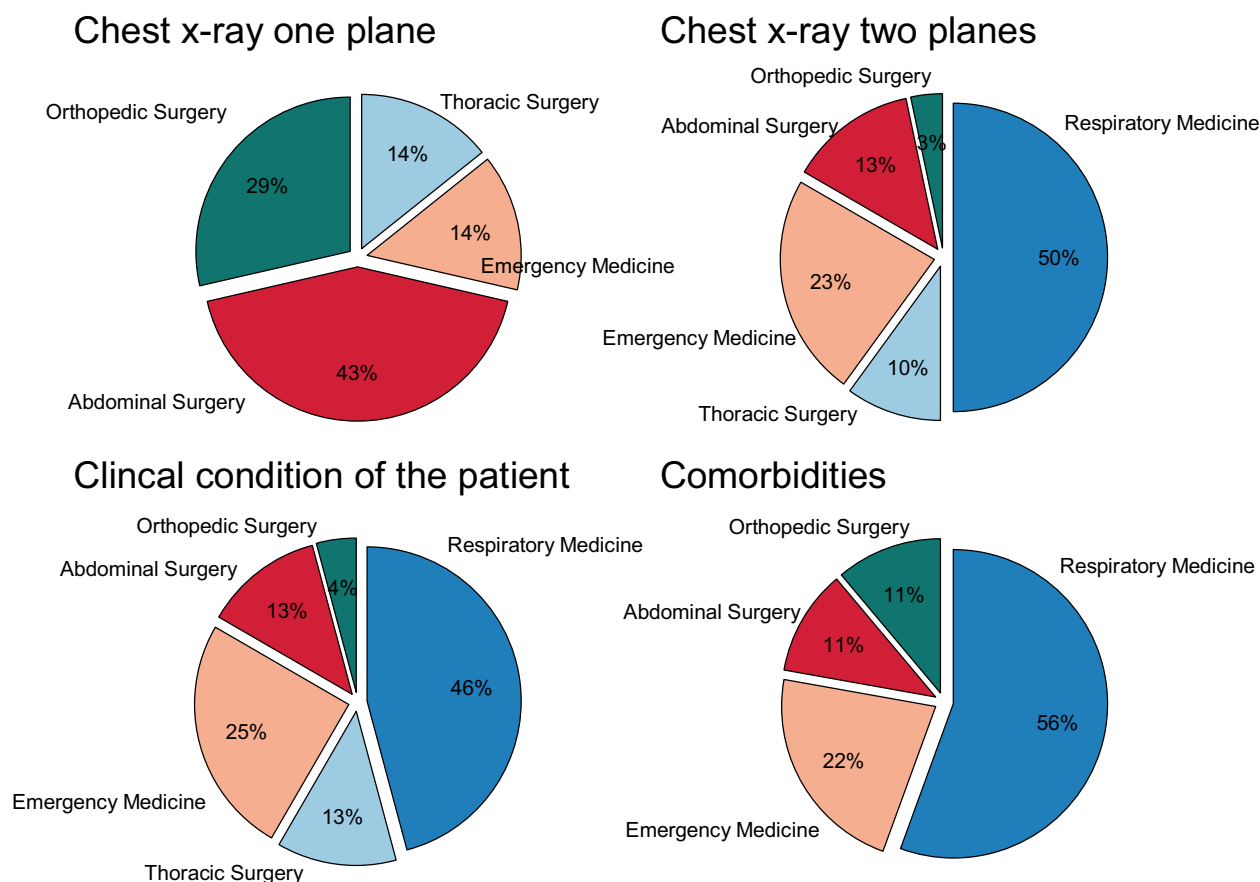 Chest x-ray one plane
Orthopedic Surgery
Thoracic Surgery
29%
14%
14%
Emergency Medicine
43%
Abdominal Surgery
Chest x-ray two planes
Orthopedic Surgery
Abdominal Surgery
Respiratory Medicine
3%
13%
50%
23%
Emergency Medicine
10%
Thoracic Surgery
Clincal condition of the patient
Orthopedic Surgery
Respiratory Medicine
Abdominal Surgery
4%
13%
46%
25%
Emergency Medicine
13%
Thoracic Surgery
Comorbidities
Orthopedic Surgery
Respiratory Medicine
11%
Abdominal Surgery
11%
56%
22%
Emergency Medicine